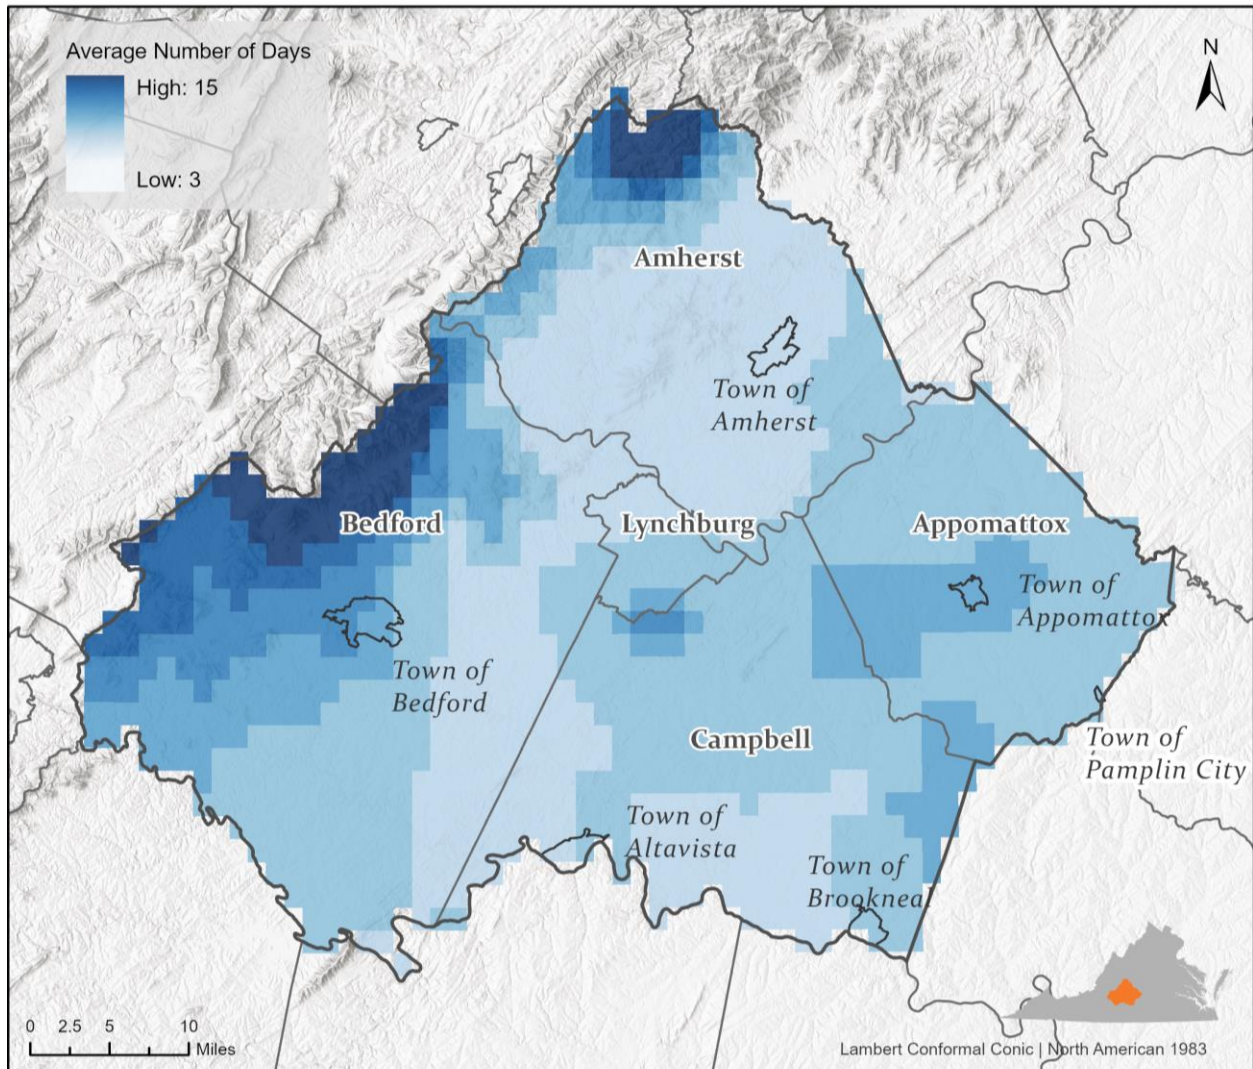 Average Number of Days
High: 15
Low: 3
N
Amherst
Town of
Amherst
Bedford
Lynchburg
Appomattox
Town of
Appomattox
Town of
Bedford
Campbell
Town of
Pamplin City
Town of
Altavista
Town of
Brookneal
0 2.5 5 10
Miles
Lambert Conformal Conic | North American 1983